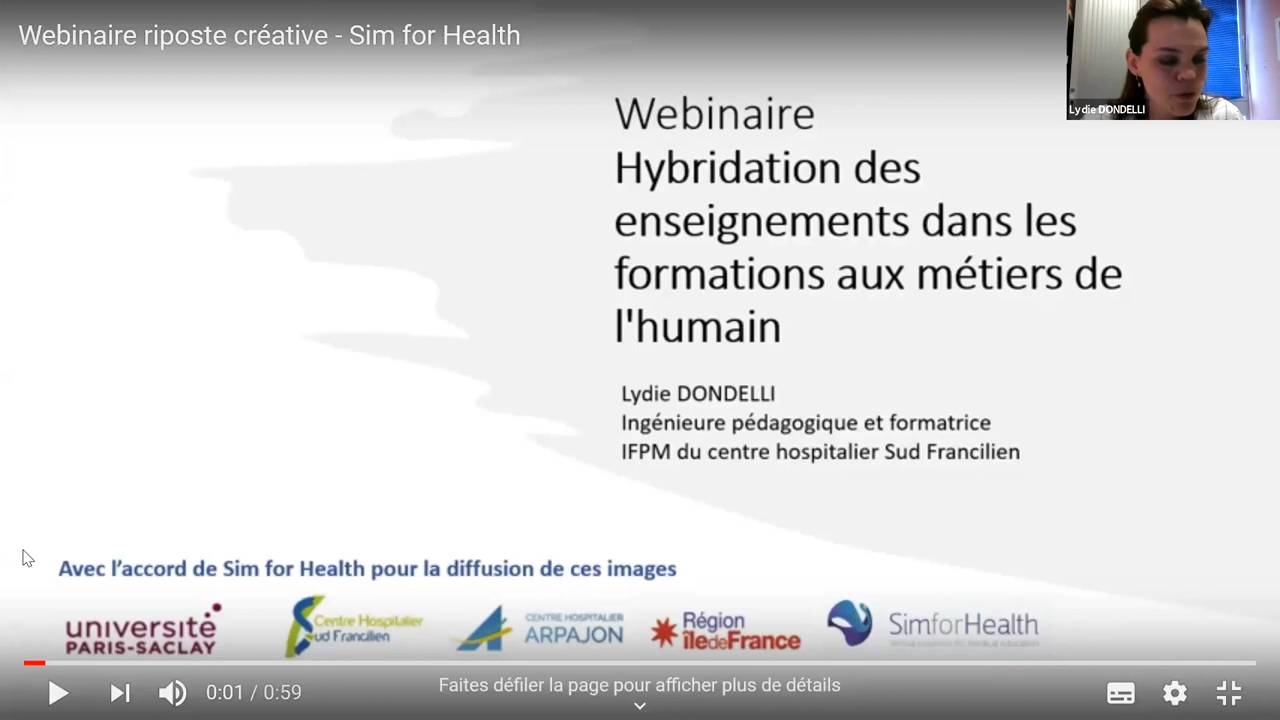 Webinaire riposte créative - Sim for Health
Lydie DONDELLI
Webinaire
Hybridation des
enseignements dans les
formations aux métiers de
l'humain
Lydie DONDELLI
Ingénieure pédagogique et formatrice
IFPM du centre hospitalier Sud Francilien
Avec l'accord de Sim for Health pour la diffusion de ces images
université
PARIS-SACLAY
Centre Hospitalier
Sud Francilien
CENTRE HOSPITALIER
ARPAJON
Région
îledeFrance
SimforHealth
0:01 / 0:59
Faites défiler la page pour afficher plus de détails